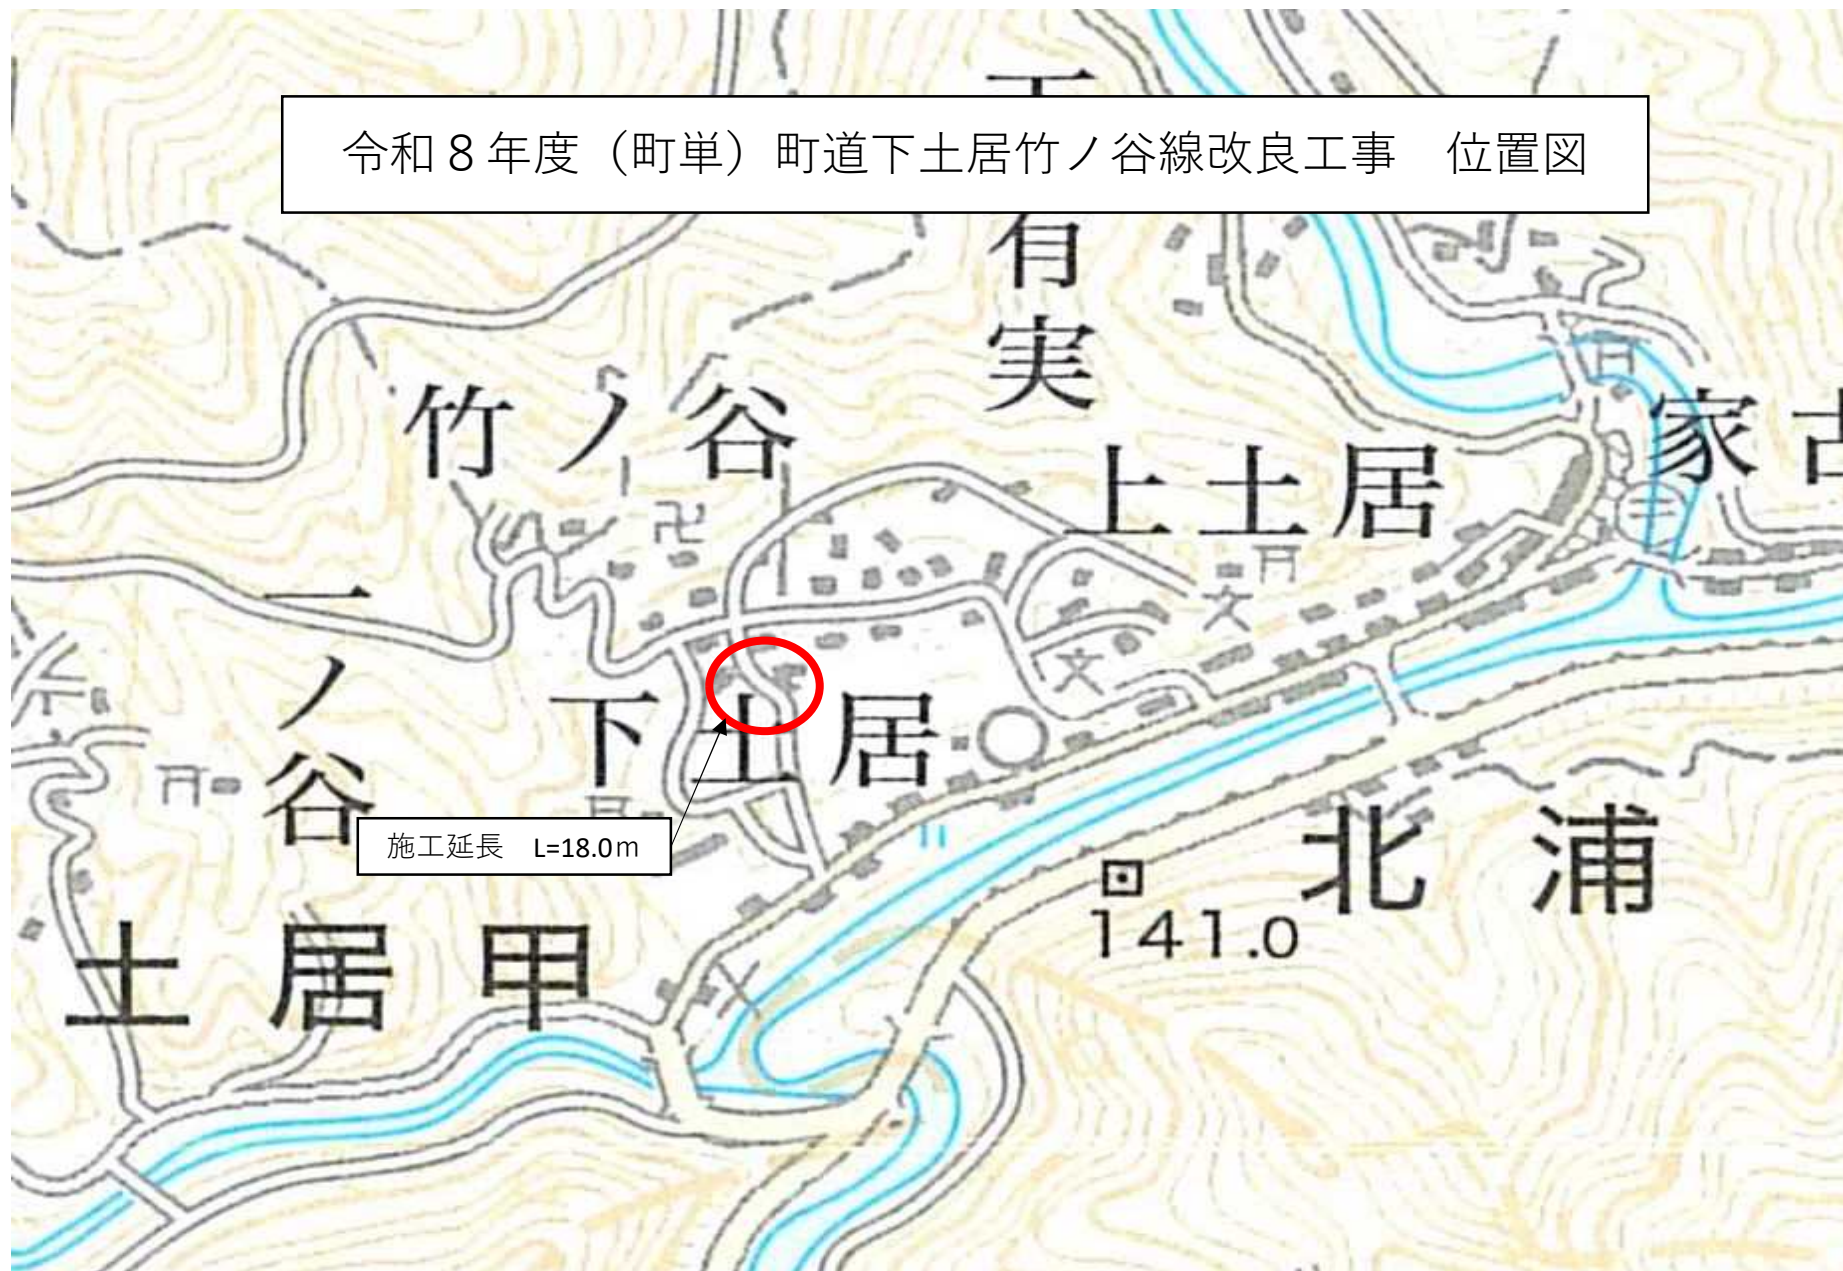 令和８年度（町単）町道下土居竹ノ谷線改良工事　位置図
有実
竹ノ谷
上土居
家古
一ノ谷
下土居
施工延長　L=18.0m
北浦
141.0
土居甲